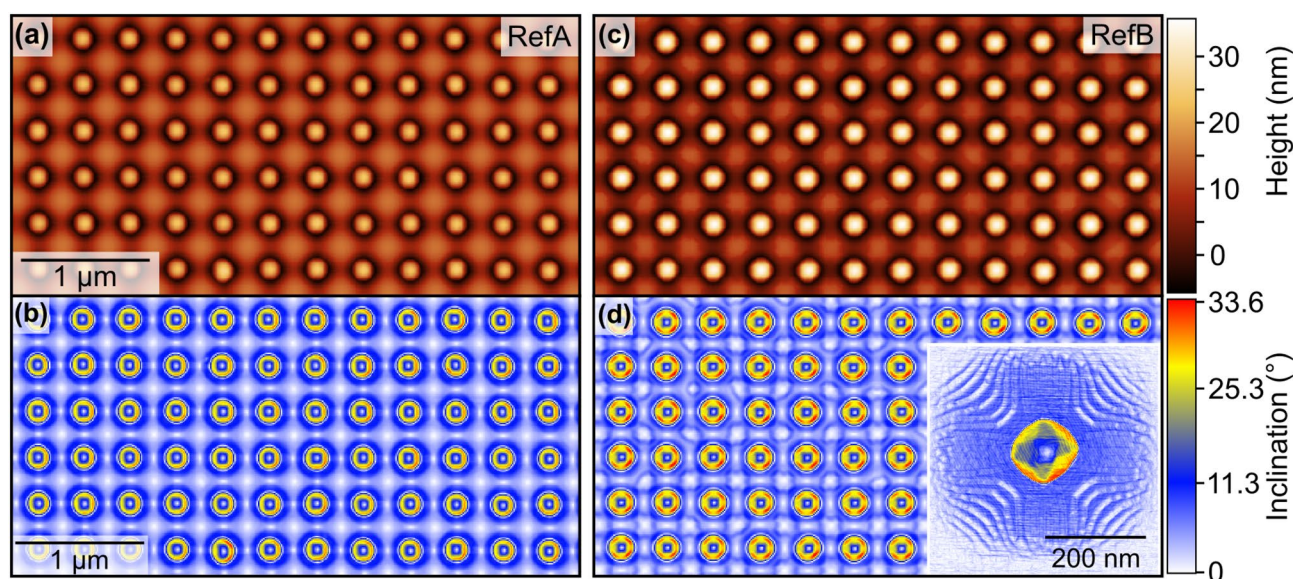 (a)
RefA
1 µm
(b)
1 µm
(c)
RefB
(d)
200 nm
30
20
10
0
Height (nm)
33.6
25.3
11.3
0
Inclination (°)